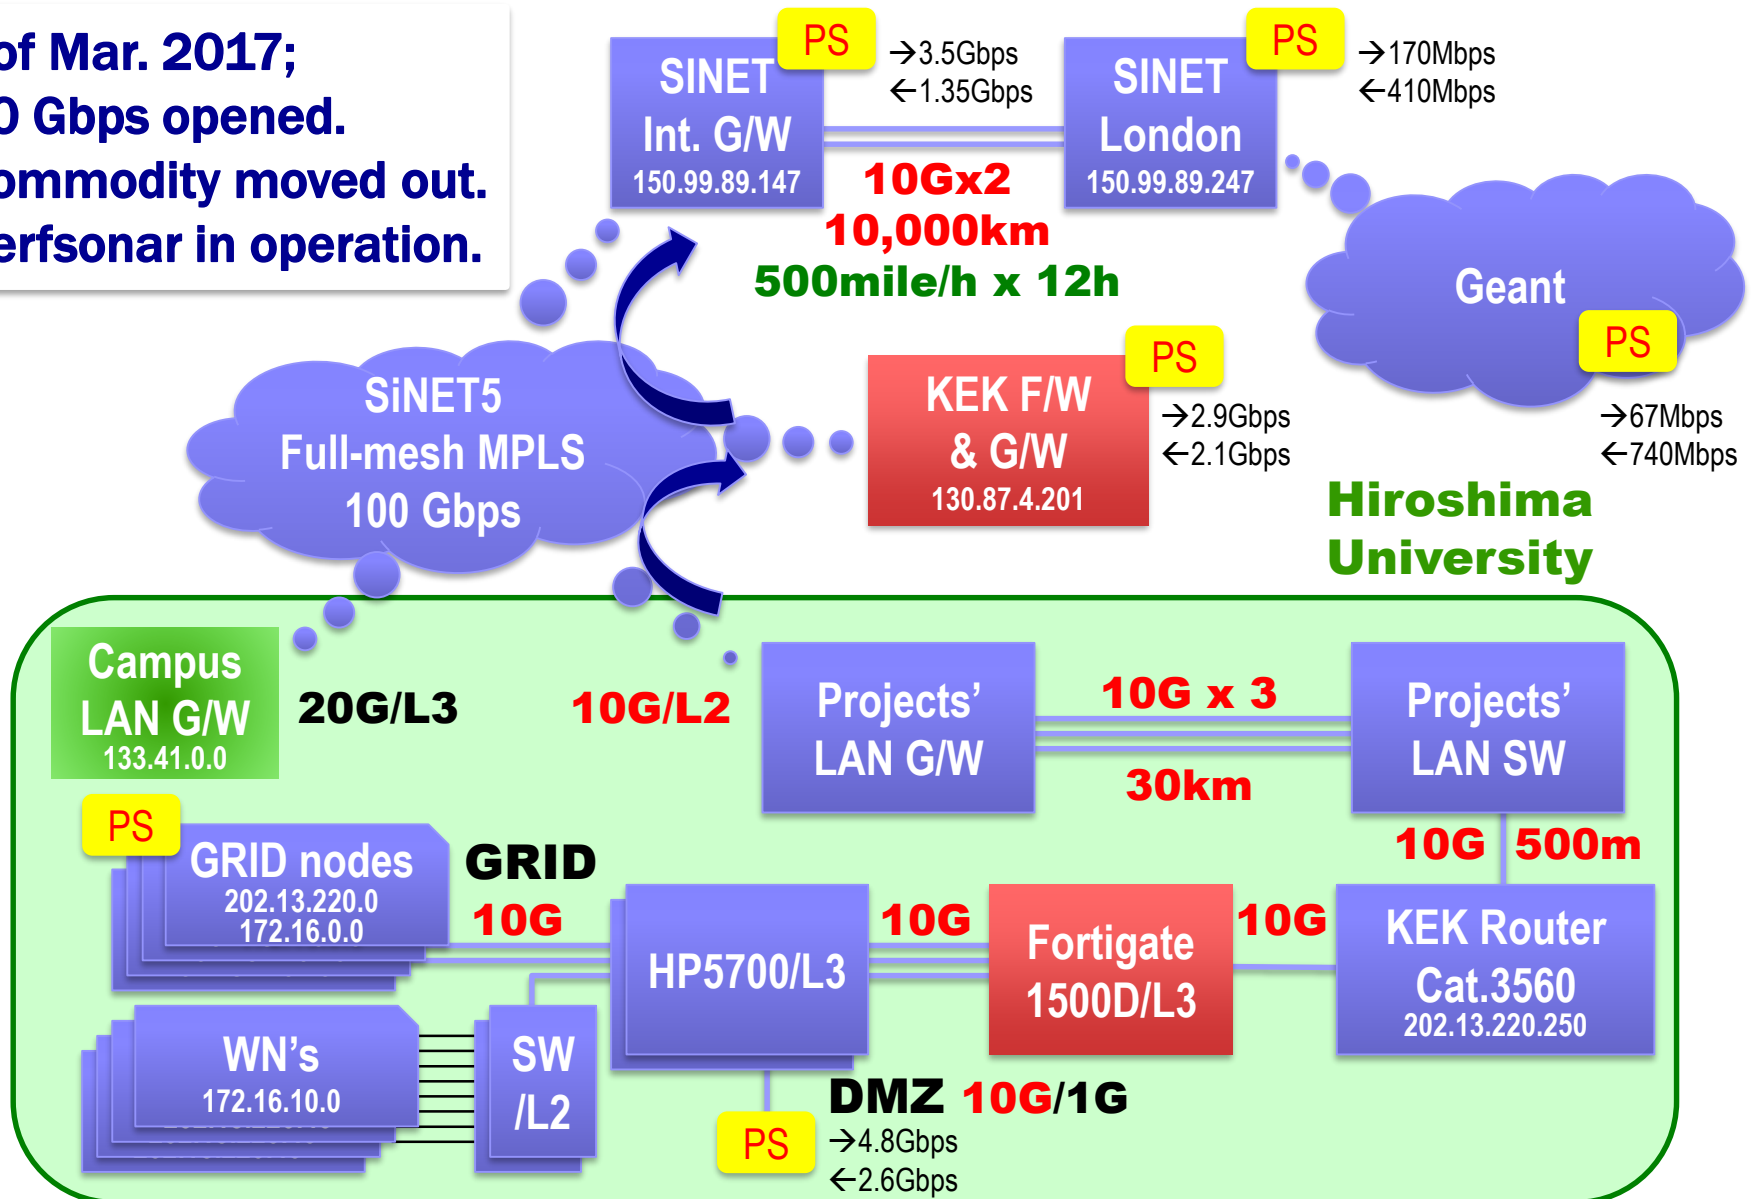 of Mar. 2017;
0 Gbps opened.
ommodity moved out.
erfsonar in operation.
PS
SINET
Int. G/W
150.99.89.147
→3.5Gbps
←1.35Gbps
10Gx2
10,000km
500mile/h x 12h
PS
SINET
London
150.99.89.247
→170Mbps
←410Mbps
Geant
PS
→67Mbps
←740Mbps
SiNET5
Full-mesh MPLS
100 Gbps
PS
KEK F/W
& G/W
130.87.4.201
→2.9Gbps
←2.1Gbps
Hiroshima
University
Campus
LAN G/W
133.41.0.0
20G/L3
10G/L2
Projects’
LAN G/W
10G x 3
30km
Projects’
LAN SW
10G 500m
PS
GRID nodes
202.13.220.0
172.16.0.0
GRID
10G
HP5700/L3
10G
Fortigate
1500D/L3
10G
KEK Router
Cat.3560
202.13.220.250
WN’s
172.16.10.0
SW
/L2
DMZ 10G/1G
PS
→4.8Gbps
←2.6Gbps